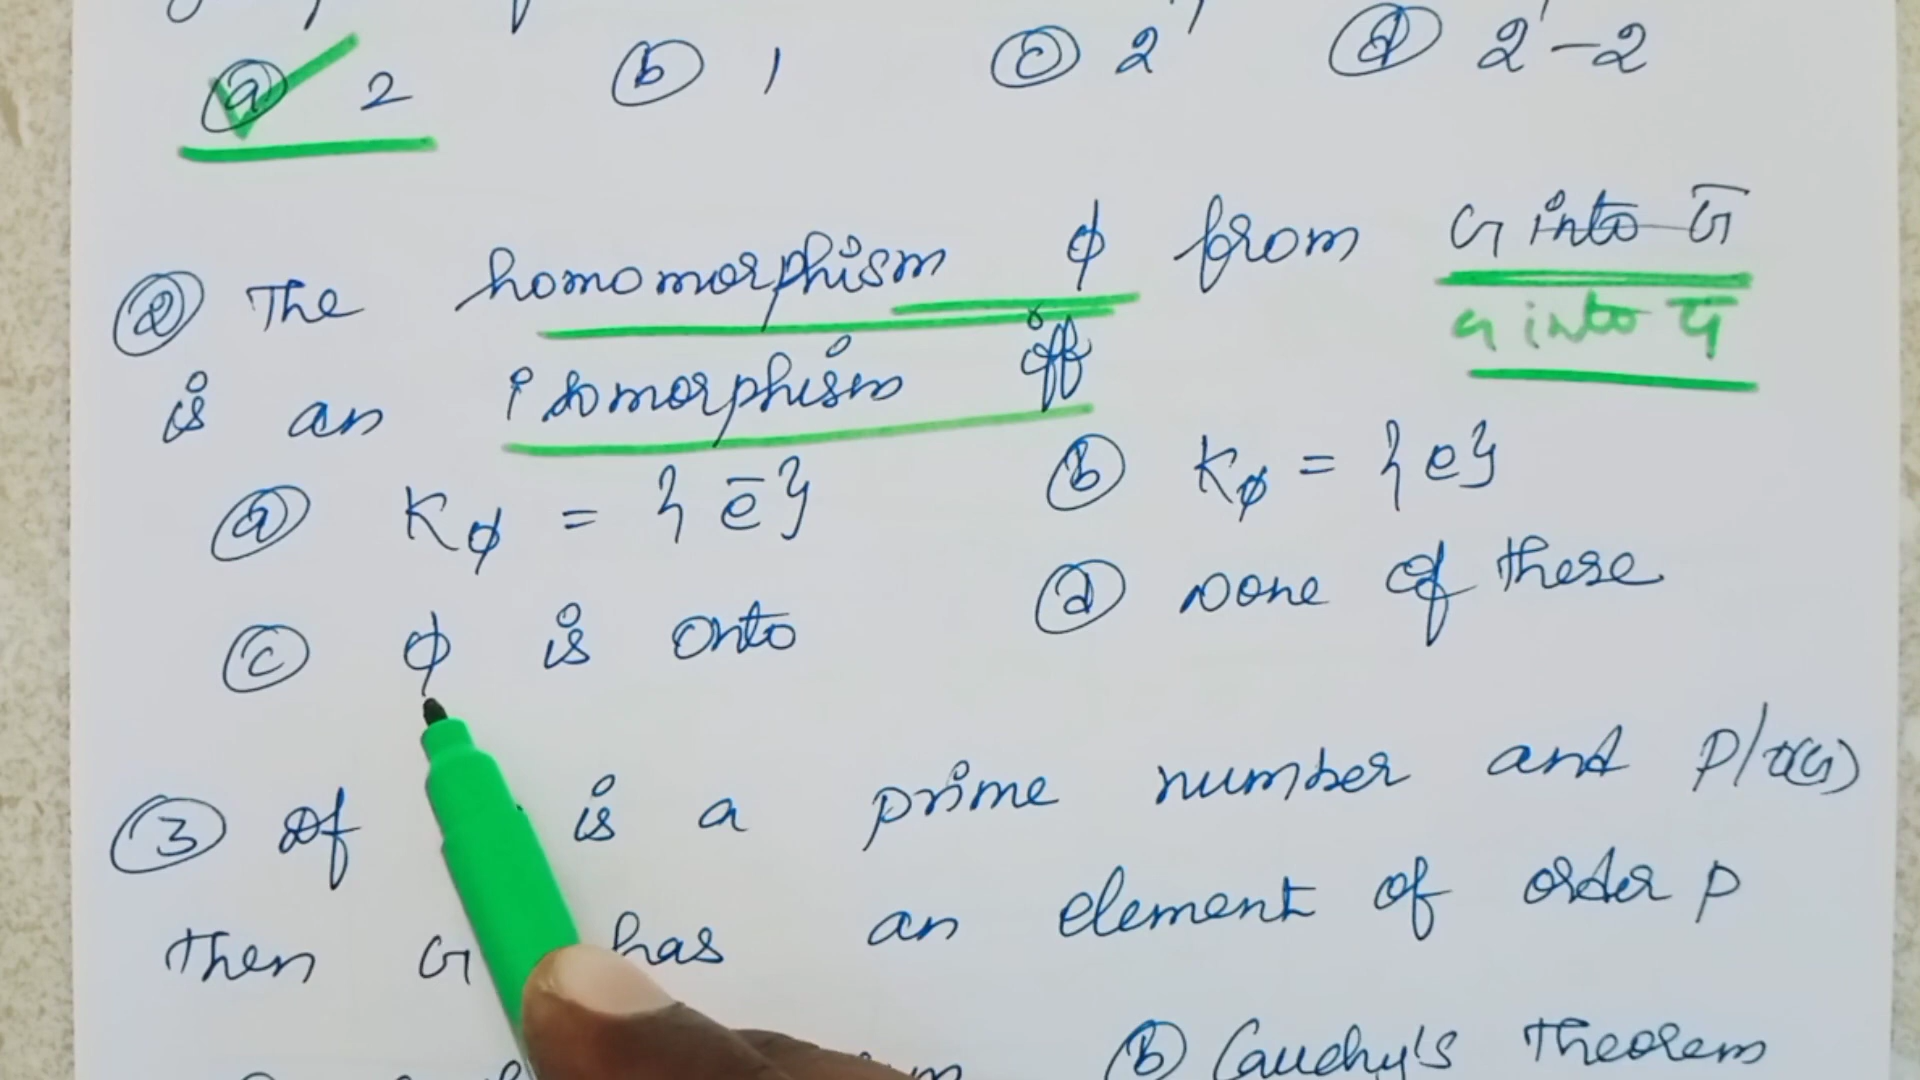 (a) 2 (b) 1 (c) 2 (d) 2 - 2
(2) The homomorphism ϕ from G into G̅
G into G̅
is an isomorphism iff
(a) Kϕ = {e̅} (b) Kϕ = {e}
(c) ϕ is onto (d) None of these
(3) If is a prime number and P/o(G)
Then G has an element of order P
(b) Cauchy's Theorem